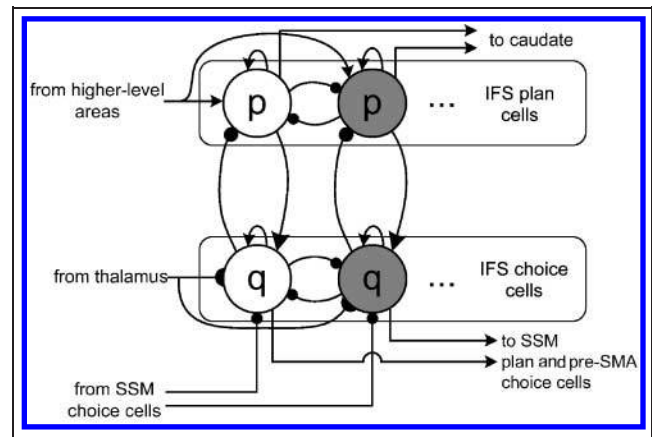 to caudate
from higher-level
areas
p
p
... IFS plan
cells
from thalamus
q
q
... IFS choice
cells
to SSM
plan and pre-SMA
choice cells
from SSM
choice cells